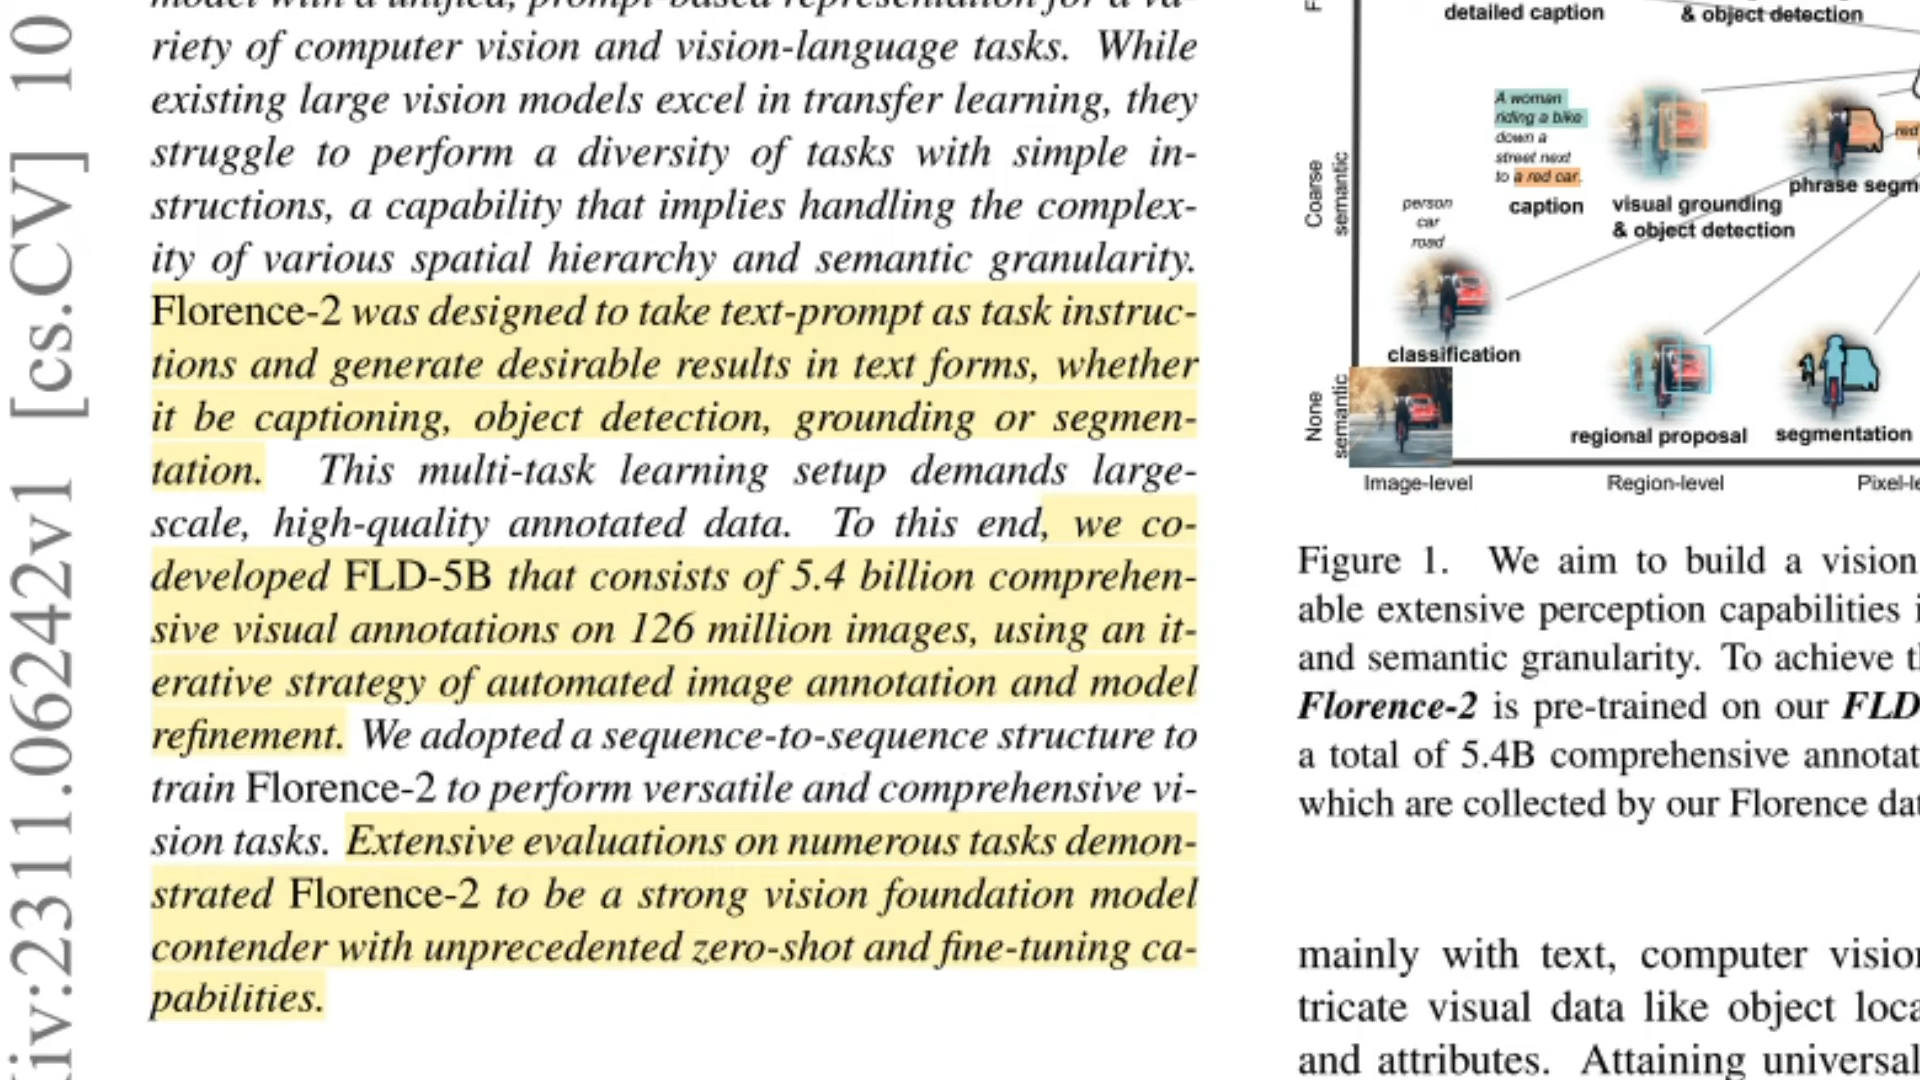 iv:2311.06242v1 [cs.CV] 10
model with a unified, prompt-based representation for a va-
riety of computer vision and vision-language tasks. While
existing large vision models excel in transfer learning, they
struggle to perform a diversity of tasks with simple in-
structions, a capability that implies handling the complex-
ity of various spatial hierarchy and semantic granularity.
Florence-2 was designed to take text-prompt as task instruc-
tions and generate desirable results in text forms, whether
it be captioning, object detection, grounding or segmen-
tation. This multi-task learning setup demands large-
scale, high-quality annotated data. To this end, we co-
developed FLD-5B that consists of 5.4 billion comprehen-
sive visual annotations on 126 million images, using an it-
erative strategy of automated image annotation and model
refinement. We adopted a sequence-to-sequence structure to
train Florence-2 to perform versatile and comprehensive vi-
sion tasks. Extensive evaluations on numerous tasks demon-
strated Florence-2 to be a strong vision foundation model
contender with unprecedented zero-shot and fine-tuning ca-
pabilities.
detailed caption
& object detection
A woman
riding a bike
down a
street next
to a red car.
caption
visual grounding
& object detection
red
phrase segm
Coarse
semantic
person
car
road
classification
None
semantic
regional proposal
segmentation
Image-level
Region-level
Pixel-le
Figure 1. We aim to build a vision
able extensive perception capabilities i
and semantic granularity. To achieve t
Florence-2 is pre-trained on our FLD
a total of 5.4B comprehensive annotat
which are collected by our Florence dat
mainly with text, computer vision
tricate visual data like object loca
and attributes. Attaining universal